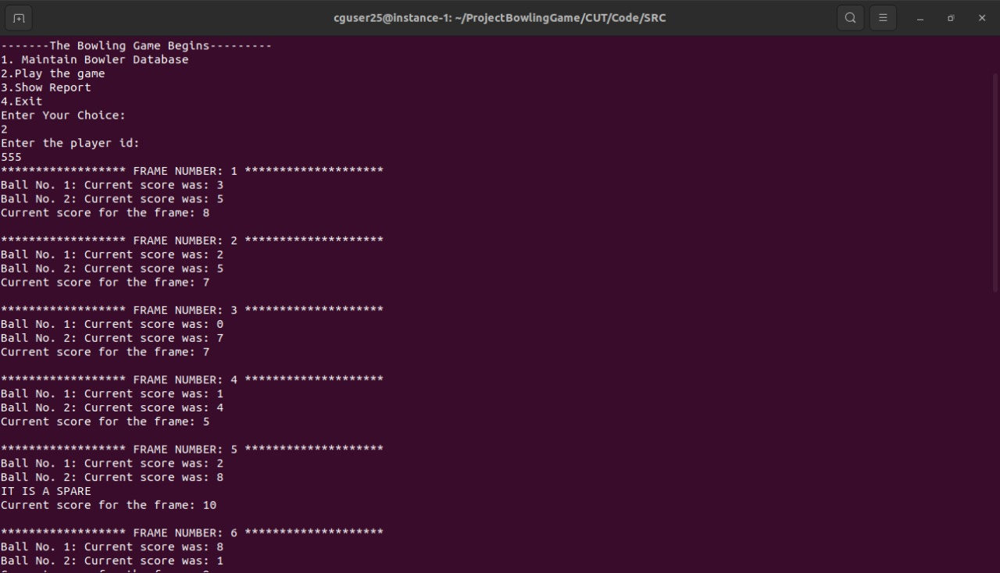 cguser25@instance-1: ~/ProjectBowlingGame/CUT/Code/SRC
-------The Bowling Game Begins---------
1. Maintain Bowler Database
2.Play the game
3.Show Report
4.Exit
Enter Your Choice:
2
Enter the player id:
555
****************** FRAME NUMBER: 1 ********************
Ball No. 1: Current score was: 3
Ball No. 2: Current score was: 5
Current score for the frame: 8
****************** FRAME NUMBER: 2 ********************
Ball No. 1: Current score was: 2
Ball No. 2: Current score was: 5
Current score for the frame: 7
****************** FRAME NUMBER: 3 ********************
Ball No. 1: Current score was: 0
Ball No. 2: Current score was: 7
Current score for the frame: 7
****************** FRAME NUMBER: 4 ********************
Ball No. 1: Current score was: 1
Ball No. 2: Current score was: 4
Current score for the frame: 5
****************** FRAME NUMBER: 5 ********************
Ball No. 1: Current score was: 2
Ball No. 2: Current score was: 8
IT IS A SPARE
Current score for the frame: 10
****************** FRAME NUMBER: 6 ********************
Ball No. 1: Current score was: 8
Ball No. 2: Current score was: 1